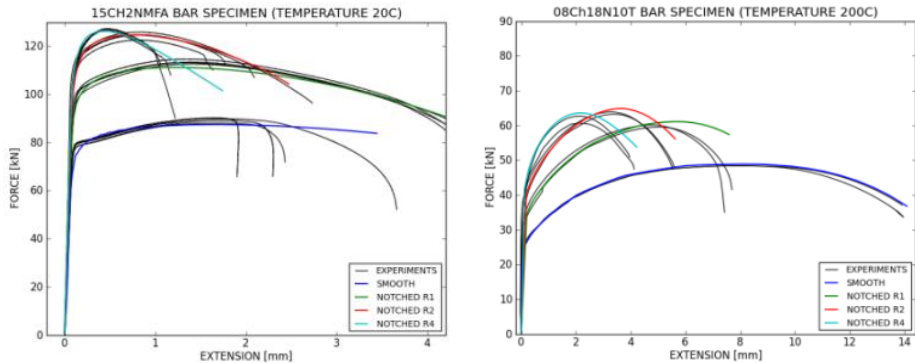 15CH2NMFA BAR SPECIMEN (TEMPERATURE 20C)
120
100
80
60
40
20
0
FORCE [kN]
0
1
2
3
4
EXTENSION [mm]
EXPERIMENTS
SMOOTH
NOTCHED R1
NOTCHED R2
NOTCHED R4
08Ch18N10T BAR SPECIMEN (TEMPERATURE 200C)
90
80
70
60
50
40
30
20
10
0
FORCE [kN]
0
2
4
6
8
10
12
14
EXTENSION [mm]
EXPERIMENTS
SMOOTH
NOTCHED R1
NOTCHED R2
NOTCHED R4